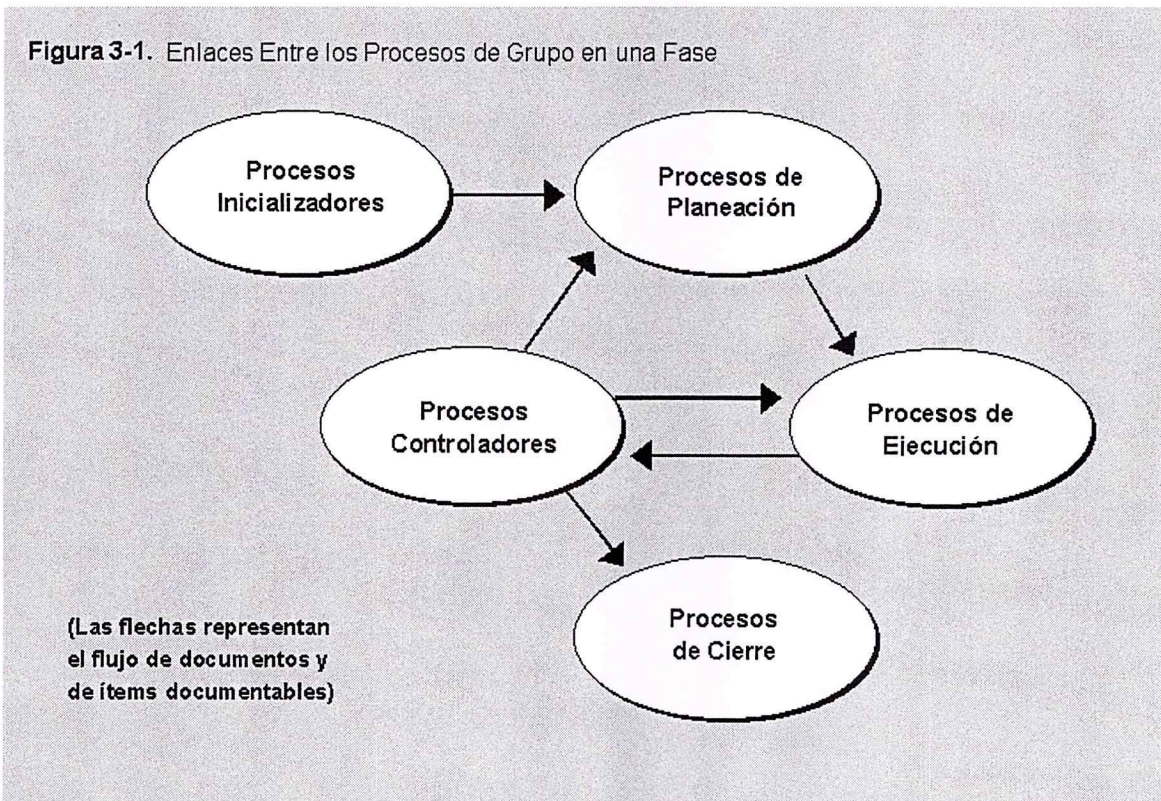 Figura 3-1. Enlaces Entre los Procesos de Grupo en una Fase
Procesos
Inicializadores
Procesos de
Planeación
Procesos
Controladores
Procesos de
Ejecución
Procesos
de Cierre
(Las flechas representan
el flujo de documentos y
de ítems documentables)